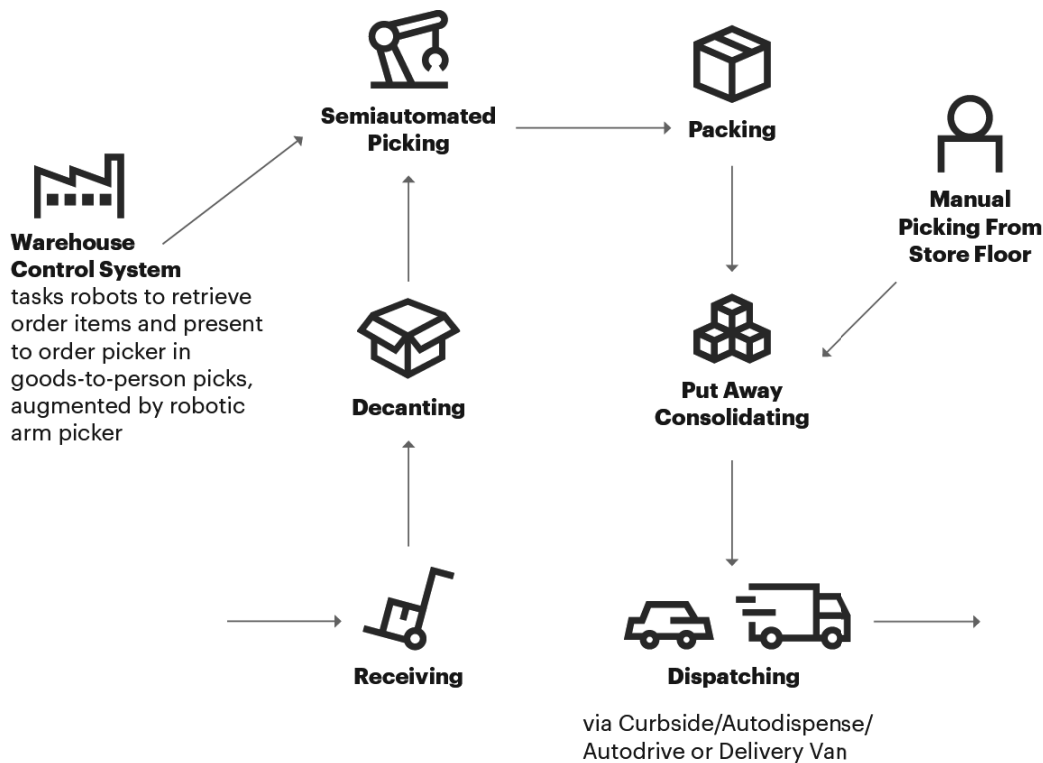 Semiautomated
Picking
Packing
Manual
Picking From
Store Floor
Warehouse
Control System
tasks robots to retrieve
order items and present
to order picker in
goods-to-person picks,
augmented by robotic
arm picker
Decanting
Put Away
Consolidating
Receiving
Dispatching
via Curbside/Autodispense/
Autodrive or Delivery Van